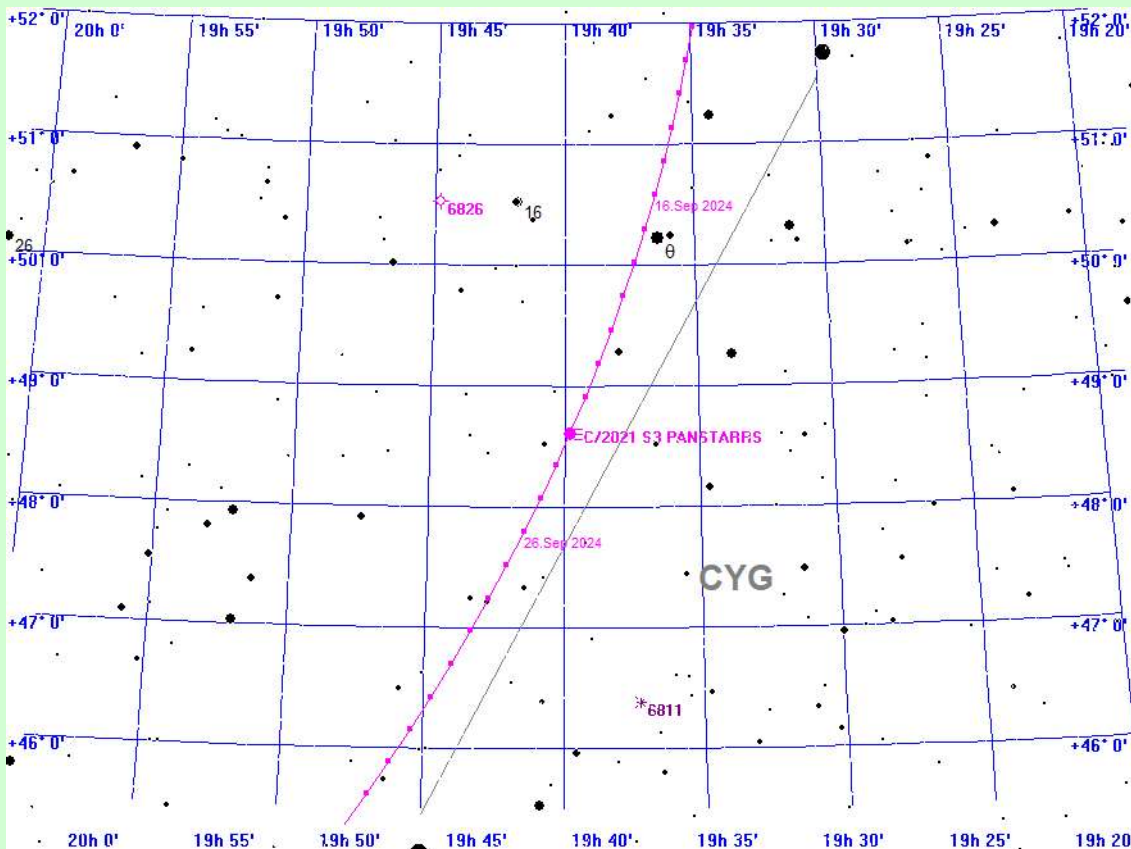 +52° 0'
20h 0'
19h 55'
19h 50'
19h 45'
19h 40'
19h 35'
19h 30'
19h 25'
19h 20'
+52° 0'
+51° 0'
+51° 0'
6826
16
16.Sep 2024
26
θ
+50° 0'
+50° 0'
+49° 0'
+49° 0'
C/2021 S3 PANSTARRS
+48° 0'
+48° 0'
26.Sep 2024
CYG
+47° 0'
+47° 0'
6811
+46° 0'
+46° 0'
20h 0'
19h 55'
19h 50'
19h 45'
19h 40'
19h 35'
19h 30'
19h 25'
19h 20